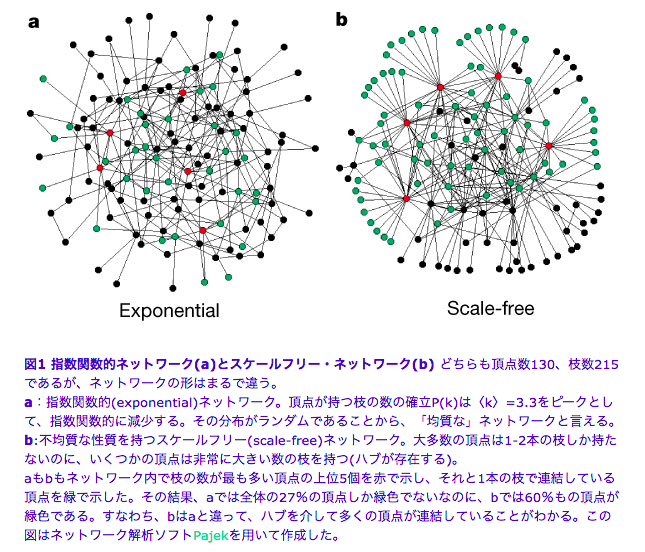 a
b
Exponential
Scale-free
図1 指数関数的ネットワーク(a)とスケールフリー・ネットワーク(b) どちらも頂点数130、枝数215
であるが、ネットワークの形はまるで違う。
a：指数関数的(exponential)ネットワーク。頂点が持つ枝の数の確立P(k)は〈k〉=3.3をピークとし
て、指数関数的に減少する。その分布がランダムであることから、「均質な」ネットワークと言える。
b:不均質な性質を持つスケールフリー(scale-free)ネットワーク。大多数の頂点は1-2本の枝しか持た
ないのに、いくつかの頂点は非常に大きい数の枝を持つ(ハブが存在する)。
aもbもネットワーク内で枝の数が最も多い頂点の上位5個を赤で示し、それと1本の枝で連結している
頂点を緑で示した。その結果、aでは全体の27%の頂点しか緑色でないなのに、bでは60%もの頂点が
緑色である。すなわち、bはaと違って、ハブを介して多くの頂点が連結していることがわかる。この
図はネットワーク解析ソフトPajekを用いて作成した。